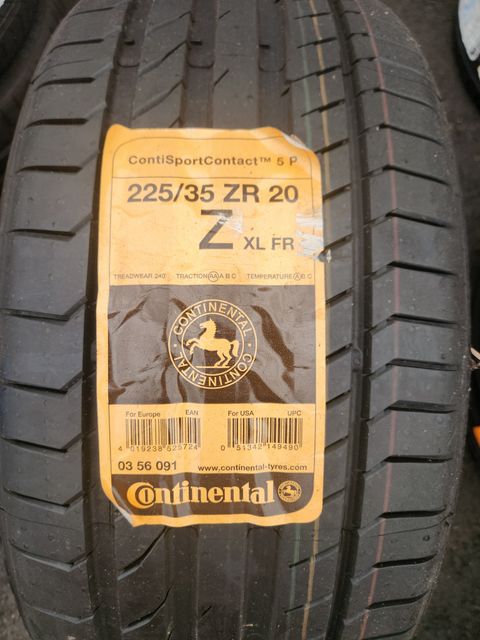 ContiSportContact™ 5 P
225/35 ZR 20
Z XL FR
TREADWEAR 240 TRACTION AA A B C TEMPERATURE A B C
CONTINENTAL
CONTINENTAL
For Europe EAN For USA UPC
4 019238 525724 0 51342 149490
03 56 091 www.continental-tyres.com
Continental